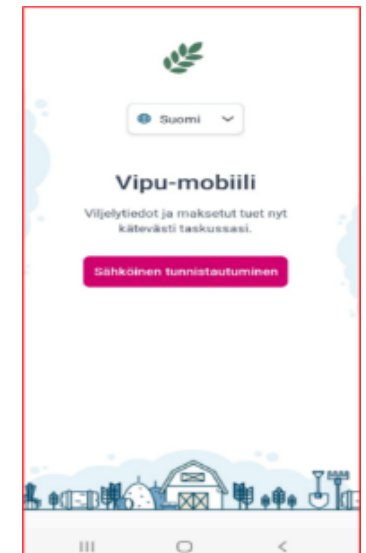 Suomi
Vipu-mobiili
Viljelytiedot ja maksetut tuet nyt
kätevästi taskussasi.
Sähköinen tunnistautuminen